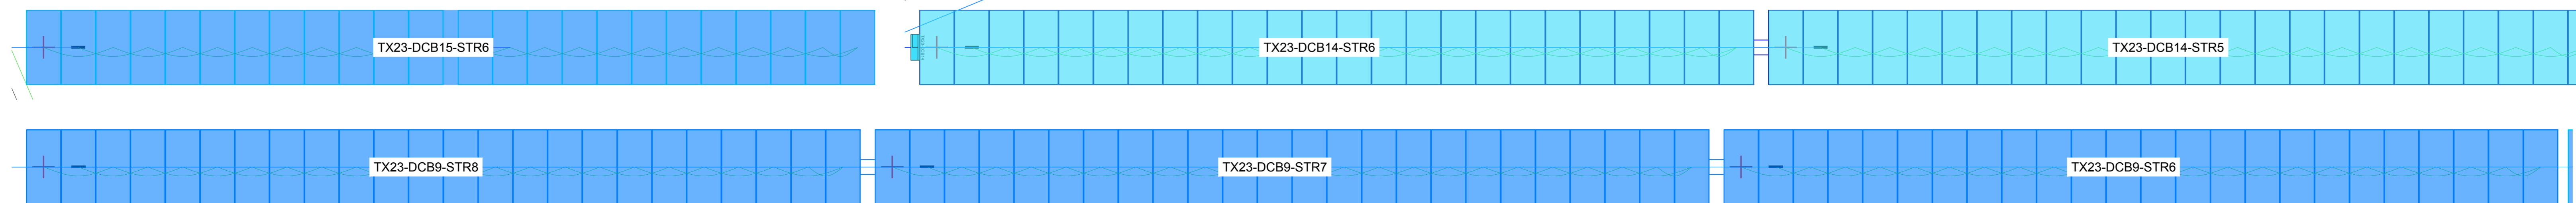 TX23-DCB15-STR6
TX23-DCB14-STR6
TX23-DCB14-STR5
TX23-DCB9-STR8
TX23-DCB9-STR7
TX23-DCB9-STR6